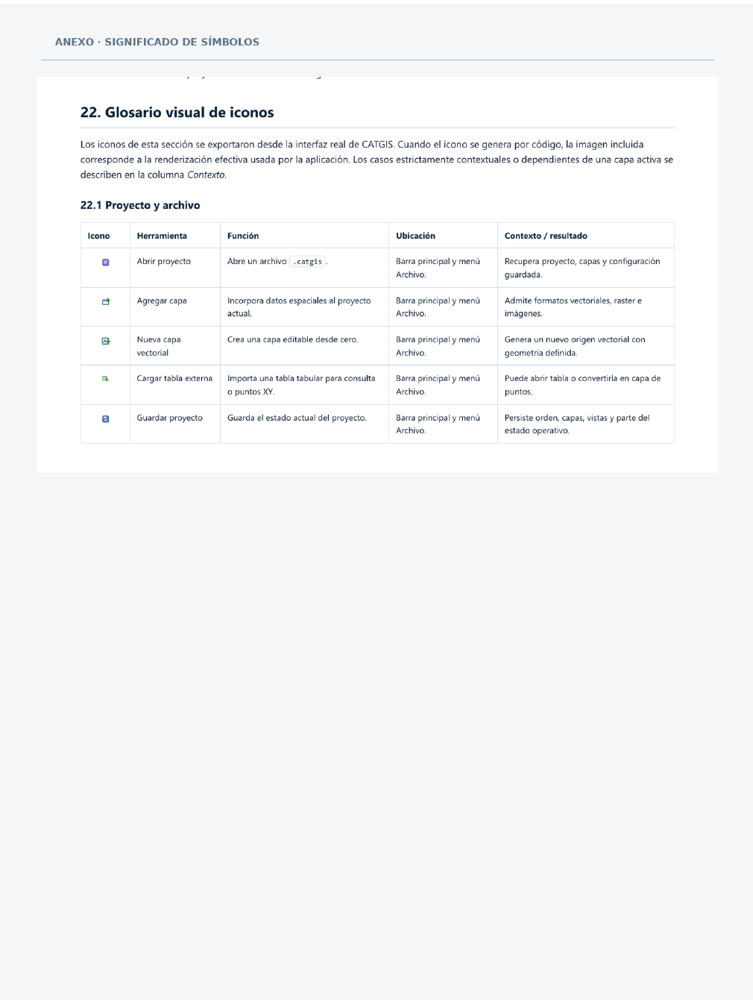 ANEXO · SIGNIFICADO DE SÍMBOLOS
22. Glosario visual de iconos
Los iconos de esta sección se exportaron desde la interfaz real de CATGIS. Cuando el icono se genera por código, la imagen incluida
corresponde a la renderización efectiva usada por la aplicación. Los casos estrictamente contextuales o dependientes de una capa activa se
describen en la columna Contexto.
22.1 Proyecto y archivo
Icono Herramienta Función Ubicación Contexto / resultado
Abrir proyecto Abre un archivo .catgis. Barra principal y menú Recupera proyecto, capas y configuración
Archivo. guardada.
Agregar capa Incorpora datos espaciales al proyecto Barra principal y menú Admite formatos vectoriales, raster e
actual. Archivo. imágenes.
Nueva capa Crea una capa editable desde cero. Barra principal y menú Genera un nuevo origen vectorial con
vectorial Archivo. geometría definida.
Cargar tabla externa Importa una tabla tabular para consulta Barra principal y menú Puede abrir tabla o convertirla en capa de
o puntos XY. Archivo. puntos.
Guardar proyecto Guarda el estado actual del proyecto. Barra principal y menú Persiste orden, capas, vistas y parte del
Archivo. estado operativo.